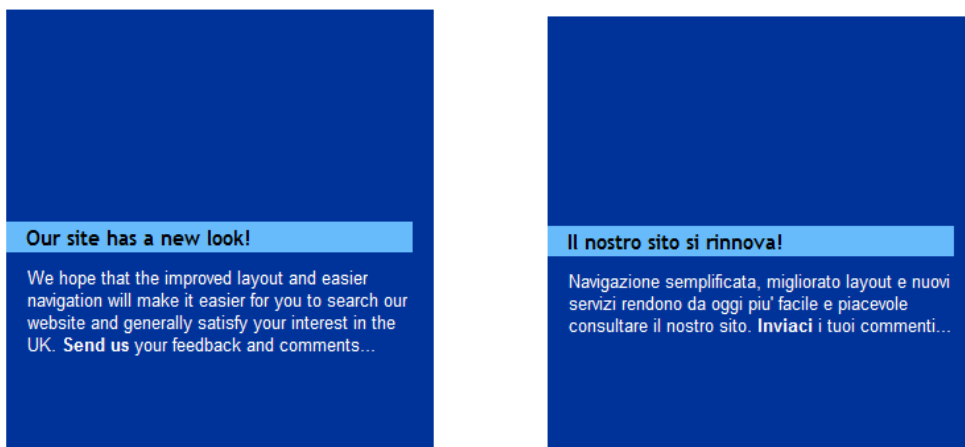 Our site has a new look!
We hope that the improved layout and easier
navigation will make it easier for you to search our
website and generally satisfy your interest in the
UK. Send us your feedback and comments...
Il nostro sito si rinnova!
Navigazione semplificata, migliorato layout e nuovi
servizi rendono da oggi piu' facile e piacevole
consultare il nostro sito. Inviaci i tuoi commenti...